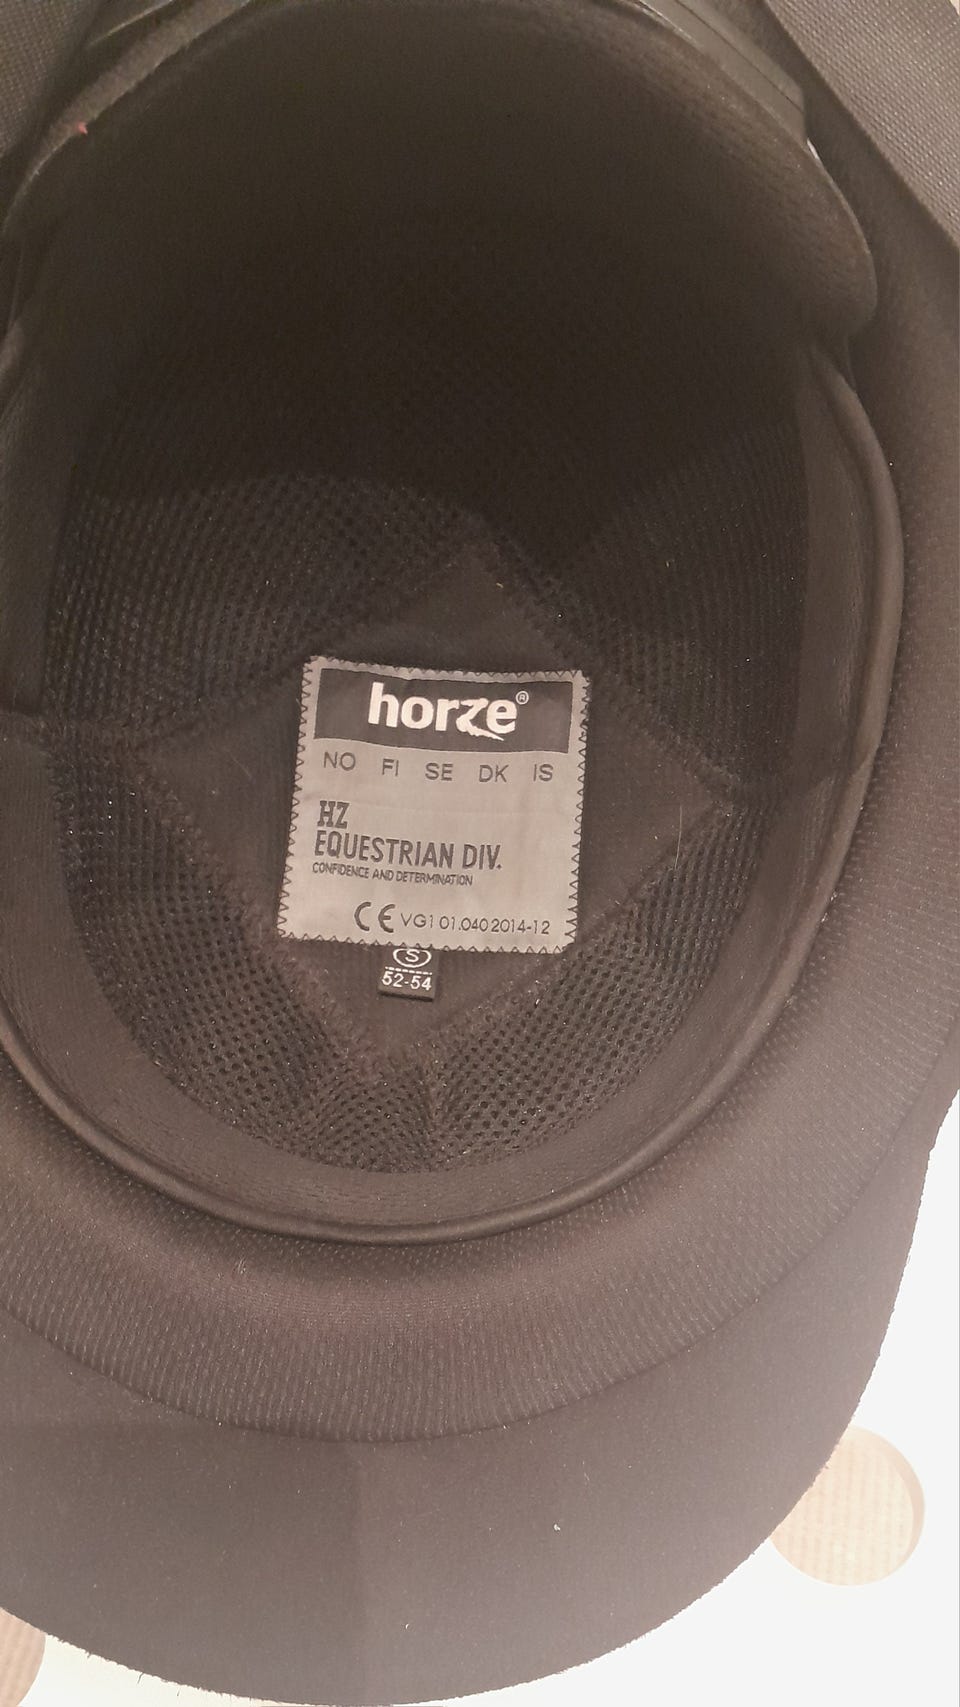 horze®
NO FI SE DK IS
HZ
EQUESTRIAN DIV.
CONFIDENCE AND DETERMINATION
CE VG1 01.040 2014-12
S
52-54